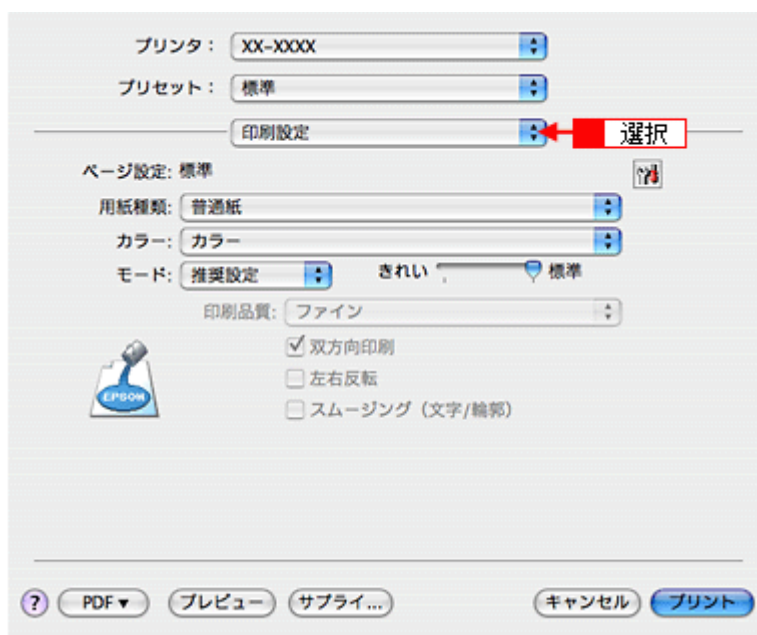 プリンタ： XX-XXXX
プリセット： 標準
印刷設定 選択
ページ設定: 標準
用紙種類: 普通紙
カラー: カラー
モード: 推奨設定 きれい 標準
印刷品質: ファイン
双方向印刷
左右反転
スムージング（文字/輪郭）
EPSON
? PDF▼ プレビュー サプライ... キャンセル プリント